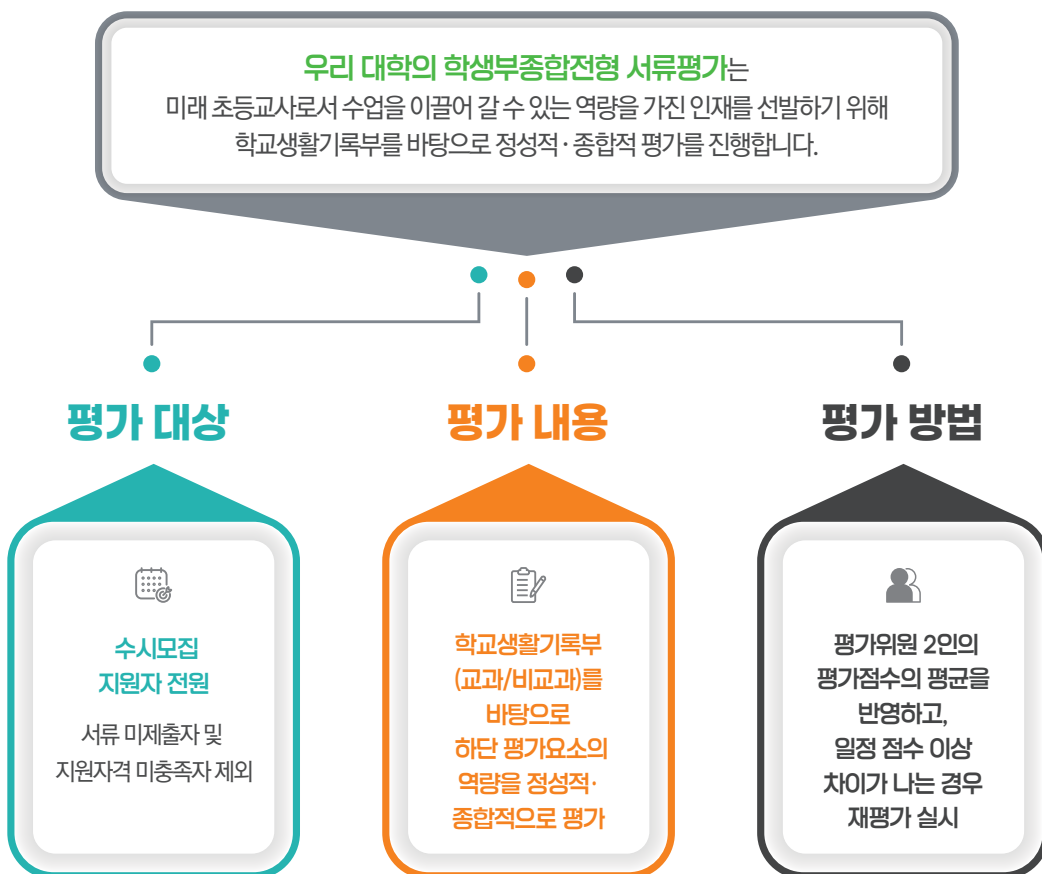 우리 대학의 학생부종합전형 서류평가는
미래 초등교사로서 수업을 이끌어 갈 수 있는 역량을 가진 인재를 선발하기 위해
학교생활기록부를 바탕으로 정성적·종합적 평가를 진행합니다.
평가 대상
수시모집
지원자 전원
서류 미제출자 및
지원자격 미충족자 제외
평가 내용
학교생활기록부
(교과/비교과)를
바탕으로
하단 평가요소의
역량을 정성적·
종합적으로 평가
평가 방법
평가위원 2인의
평가점수의 평균을
반영하고,
일정 점수 이상
차이가 나는 경우
재평가 실시